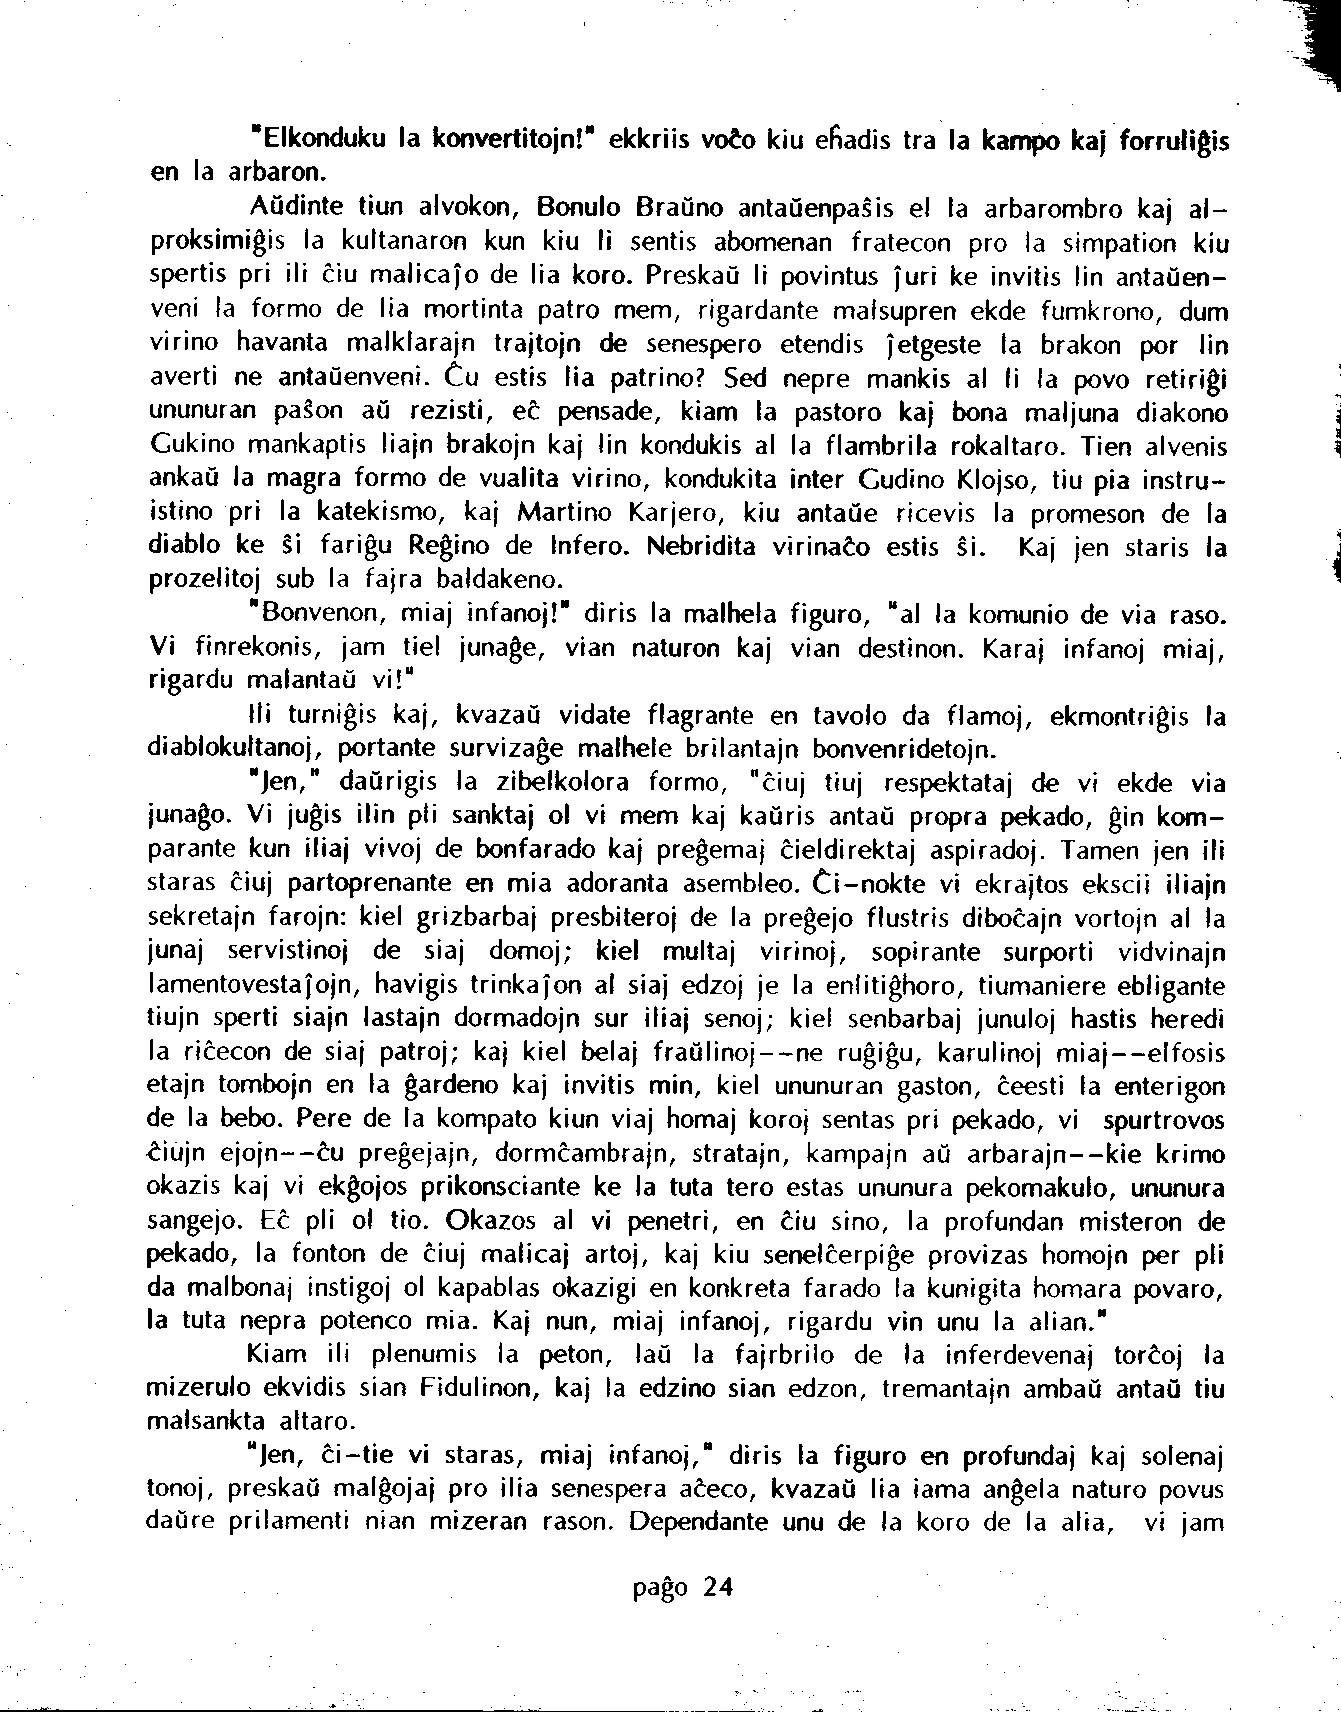 "Elkonduku la konvertitojn!" ekkriis voĉo kiu eĥadis tra la kampo kaj forruliĝis
en la arbaron.
Aŭdinte tiun alvokon, Bonulo Braŭno antaŭenpaŝis el la arbarombro kaj al-
proksimiĝis la kultanaron kun kiu li sentis abomenan fratecon pro la simpation kiu
spertis pri ili ĉiu malicaĵo de lia koro. Preskaŭ li povintus ĵuri ke invitis lin antaŭen-
veni la formo de lia mortinta patro mem, rigardante malsupren ekde fumkrono, dum
virino havanta malklarajn trajtojn de senespero etendis ĵetgeste la brakon por lin
averti ne antaŭenveni. Ĉu estis lia patrino? Sed nepre mankis al li la povo retiriĝi
ununuran paŝon aŭ rezisti, eĉ pensade, kiam la pastoro kaj bona maljuna diakono
Gukino mankaptis liajn brakojn kaj lin kondukis al la flambrila rokaltaro. Tien alvenis
ankaŭ la magra formo de vualita virino, kondukita inter Gudino Klojso, tiu pia instru-
istino pri la katekismo, kaj Martino Karjero, kiu antaŭe ricevis la promeson de la
diablo ke ŝi fariĝu Reĝino de Infero. Nebridita virinaĉo estis ŝi. Kaj jen staris la
prozelitoj sub la fajra baldakeno.
"Bonvenon, miaj infanoj!" diris la malhela figuro, "al la komunio de via raso.
Vi finrekonis, jam tiel junaĝe, vian naturon kaj vian destinon. Karaj infanoj miaj,
rigardu malantaŭ vi!"
Ili turniĝis kaj, kvazaŭ vidate flagrante en tavolo da flamoj, ekmontriĝis la
diablokultanoj, portante survizaĝe malhele brilantajn bonvenridetojn.
"Jen," daŭrigis la zibelkolora formo, "ĉiuj tiuj respektataj de vi ekde via
junaĝo. Vi juĝis ilin pli sanktaj ol vi mem kaj kaŭris antaŭ propra pekado, ĝin kom-
parante kun iliaj vivoj de bonfarado kaj preĝemaj ĉieldirektaj aspiradoj. Tamen jen ili
staras ĉiuj partoprenante en mia adoranta asembleo. Ĉi-nokte vi ekrajtos ekscii iliajn
sekretajn farojn: kiel grizbarbaj presbiteroj de la preĝejo flustris diboĉajn vortojn al la
junaj servistinoj de siaj domoj; kiel multaj virinoj, sopirante surporti vidvinajn
lamentovestaĵojn, havigis trinkaĵon al siaj edzoj je la enlitiĝhoro, tiumaniere ebligante
tiujn sperti siajn lastajn dormadojn sur iliaj senoj; kiel senbarbaj junuloj hastis heredi
la riĉecon de siaj patroj; kaj kiel belaj fraŭlinoj--ne ruĝiĝu, karulinoj miaj--elfosis
etajn tombojn en la ĝardeno kaj invitis min, kiel ununuran gaston, ĉeesti la enterigon
de la bebo. Pere de la kompato kiun viaj homaj koroj sentas pri pekado, vi spurtrovos
ĉiujn ejojn--ĉu preĝejajn, dormĉambrajn, stratajn, kampajn aŭ arbarajn--kie krimo
okazis kaj vi ekĝojos prikonsciante ke la tuta tero estas ununura pekomakulo, ununura
sangejo. Eĉ pli ol tio. Okazos al vi penetri, en ĉiu sino, la profundan misteron de
pekado, la fonton de ĉiuj malicaj artoj, kaj kiu senelĉerpiĝe provizas homojn per pli
da malbonaj instigoj ol kapablas okazigi en konkreta farado la kunigita homara povaro,
la tuta nepra potenco mia. Kaj nun, miaj infanoj, rigardu vin unu la alian."
Kiam ili plenumis la peton, laŭ la fajrbrilo de la inferdevenaj torĉoj la
mizerulo ekvidis sian Fidulinon, kaj la edzino sian edzon, tremantajn ambaŭ antaŭ tiu
malsankta altaro.
"Jen, ĉi-tie vi staras, miaj infanoj," diris la figuro en profundaj kaj solenaj
tonoj, preskaŭ malĝojaj pro ilia senespera aĉeco, kvazaŭ lia iama anĝela naturo povus
daŭre prilamenti nian mizeran rason. Dependante unu de la koro de la alia, vi jam
paĝo 24